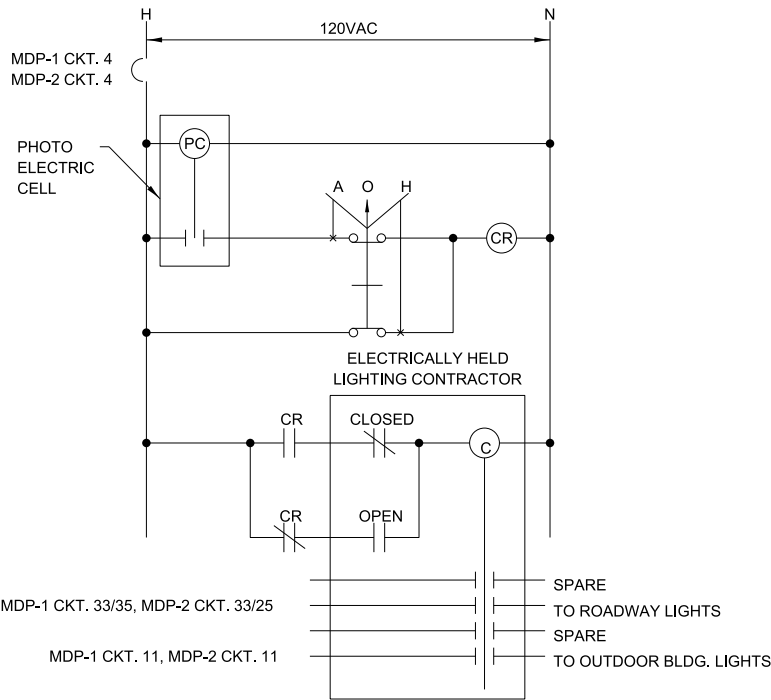 H
N
120VAC
MDP-1 CKT. 4
MDP-2 CKT. 4
PHOTO
ELECTRIC
CELL
PC
A O H
CR
ELECTRICALLY HELD
LIGHTING CONTRACTOR
CR
CLOSED
C
CR
OPEN
SPARE
MDP-1 CKT. 33/35, MDP-2 CKT. 33/25
TO ROADWAY LIGHTS
SPARE
MDP-1 CKT. 11, MDP-2 CKT. 11
TO OUTDOOR BLDG. LIGHTS